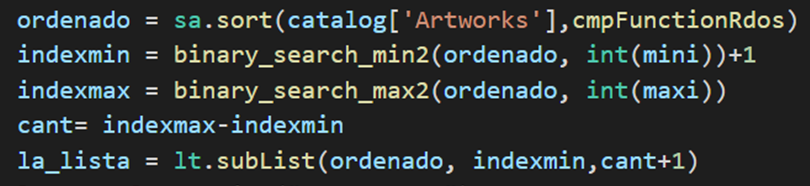 ordenado = sa.sort(catalog['Artworks'],cmpFunctionRdos)
indexmin = binary_search_min2(ordenado, int(mini))+1
indexmax = binary_search_max2(ordenado, int(maxi))
cant= indexmax-indexmin
la_lista = lt.subList(ordenado, indexmin,cant+1)